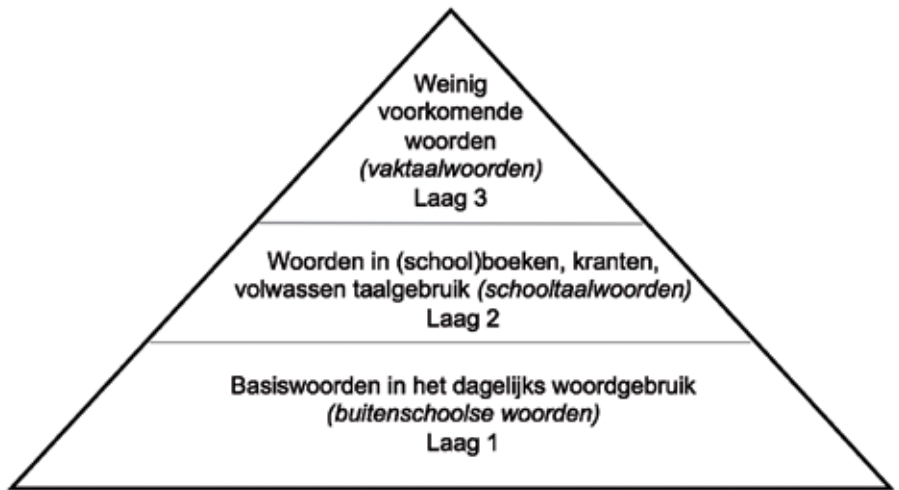 Weinig
voorkomende
woorden
(vaktaalwoorden)
Laag 3
Woorden in (school)boeken, kranten,
volwassen taalgebruik (schooltaalwoorden)
Laag 2
Basiswoorden in het dagelijks woordgebruik
(buitenschoolse woorden)
Laag 1